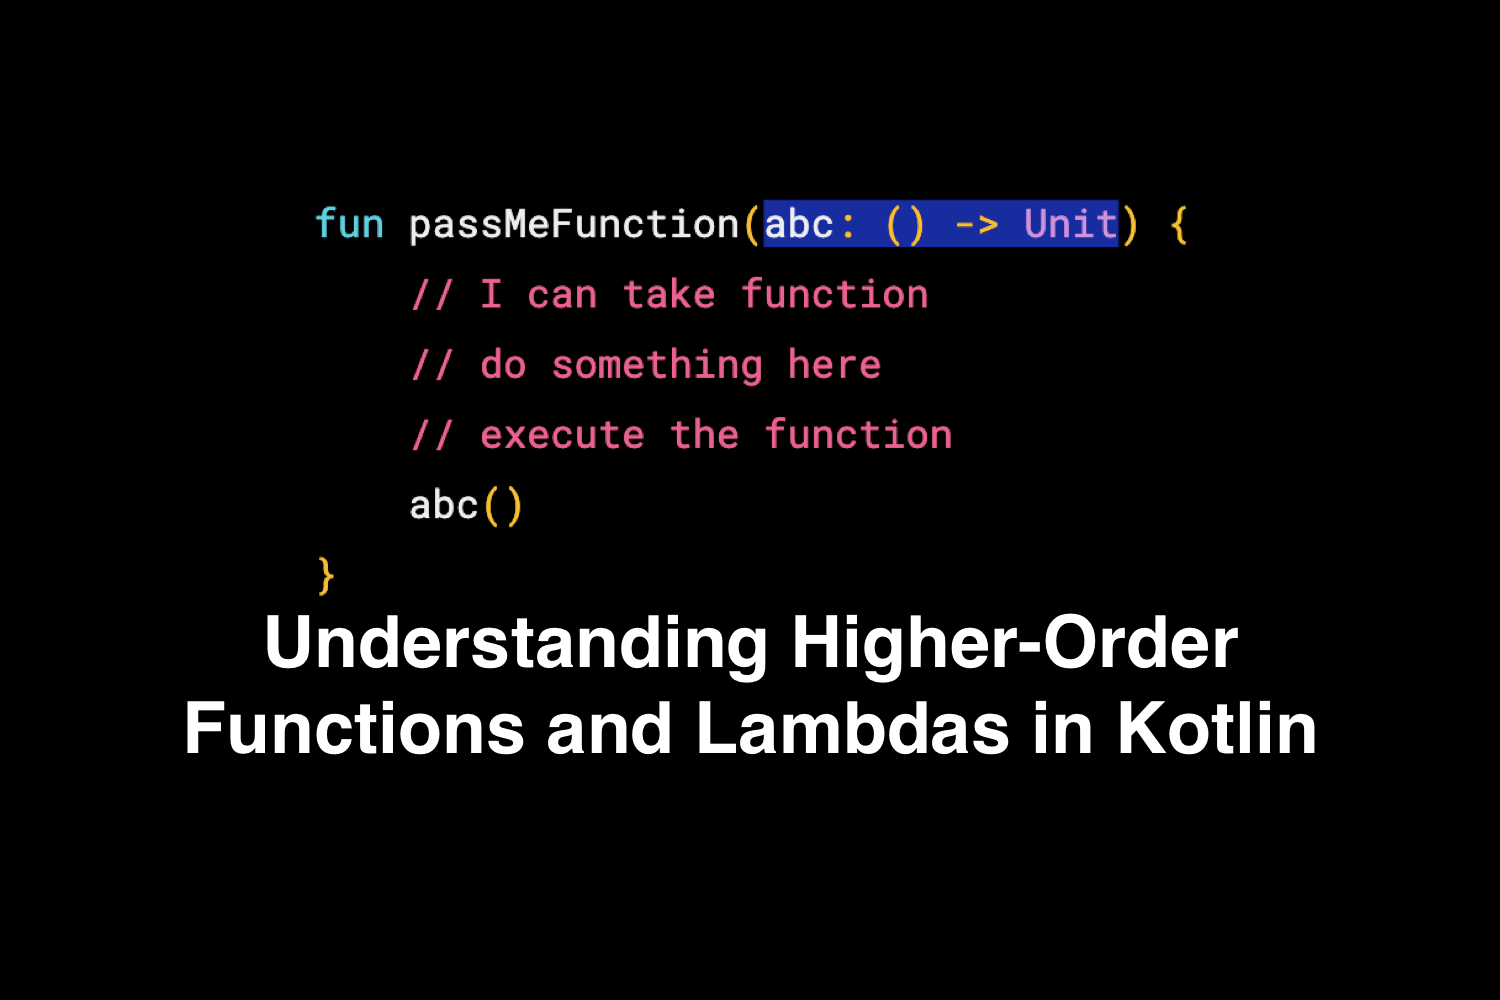 fun passMeFunction(abc: () -> Unit) {
// I can take function
// do something here
// execute the function
abc()
}
Understanding Higher-Order
Functions and Lambdas in Kotlin